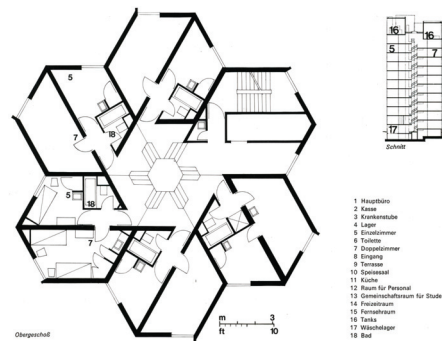 5
7
18
5
18
7
Obergeschoß
m 3
ft 10
16
16
5
7
17
Schnitt
1 Hauptbüro
2 Kasse
3 Krankenstube
4 Lager
5 Einzelzimmer
6 Toilette
7 Doppelzimmer
8 Eingang
9 Terrasse
10 Speisesaal
11 Küche
12 Raum für Personal
13 Gemeinschaftsraum für Stude
14 Freizeitraum
15 Fernsehraum
16 Tanks
17 Wäschelager
18 Bad